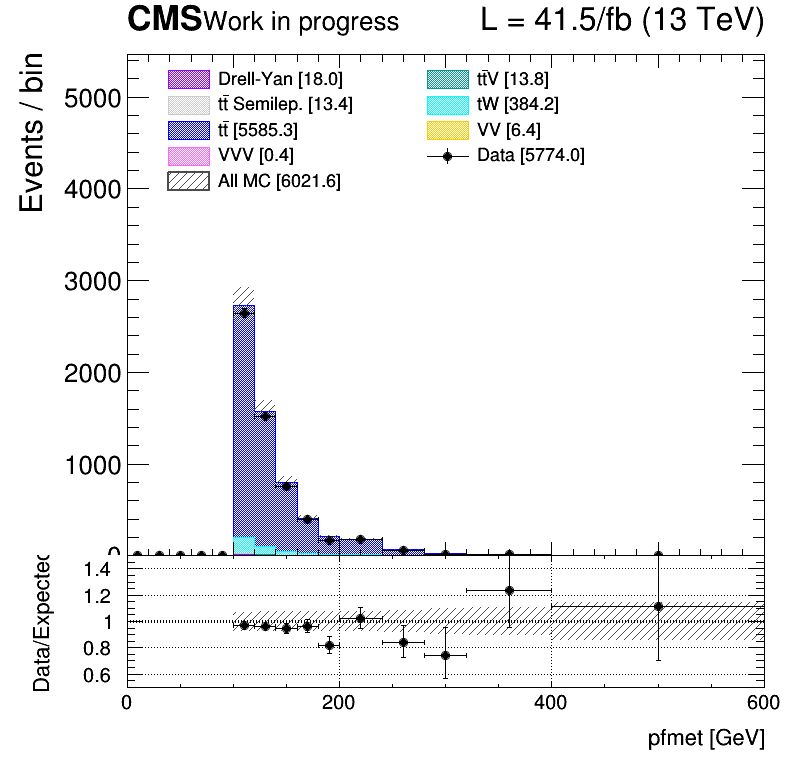 CMS Work in progress L = 41.5/fb (13 TeV)
Events / bin
5000
4000
3000
2000
1000
0
Drell-Yan [18.0]
tt̄ Semilep. [13.4]
tt̄ [5585.3]
VVV [0.4]
All MC [6021.6]
tt̄V [13.8]
tW [384.2]
VV [6.4]
Data [5774.0]
Data/Expected
1.4
1.2
1
0.8
0.6
0 200 400 600
pfmet [GeV]